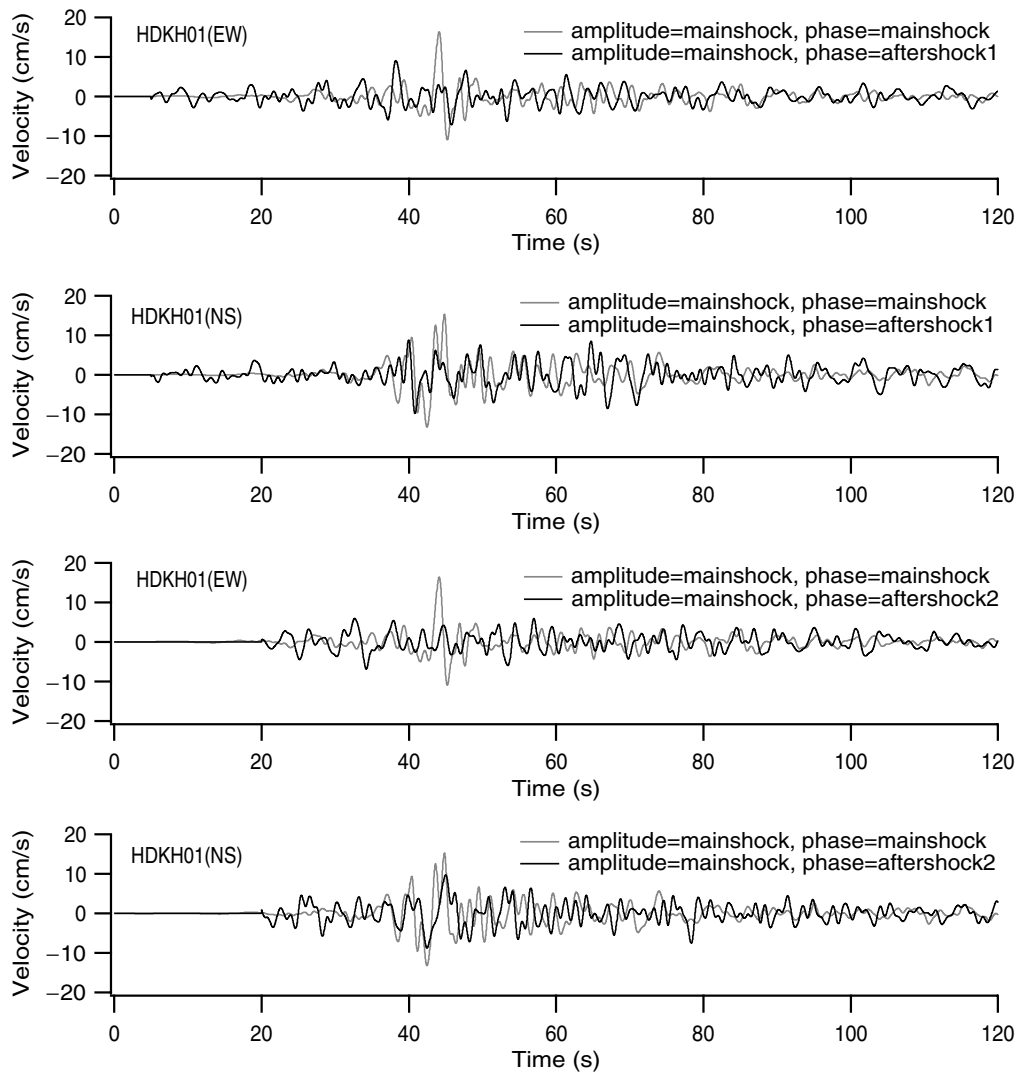 20
10
0
−10
−20
Velocity (cm/s)
HDKH01(EW)
amplitude=mainshock, phase=mainshock
amplitude=mainshock, phase=aftershock1
0 20 40 60 80 100 120
Time (s)
20
10
0
−10
−20
Velocity (cm/s)
HDKH01(NS)
amplitude=mainshock, phase=mainshock
amplitude=mainshock, phase=aftershock1
0 20 40 60 80 100 120
Time (s)
20
10
0
−10
−20
Velocity (cm/s)
HDKH01(EW)
amplitude=mainshock, phase=mainshock
amplitude=mainshock, phase=aftershock2
0 20 40 60 80 100 120
Time (s)
20
10
0
−10
−20
Velocity (cm/s)
HDKH01(NS)
amplitude=mainshock, phase=mainshock
amplitude=mainshock, phase=aftershock2
0 20 40 60 80 100 120
Time (s)